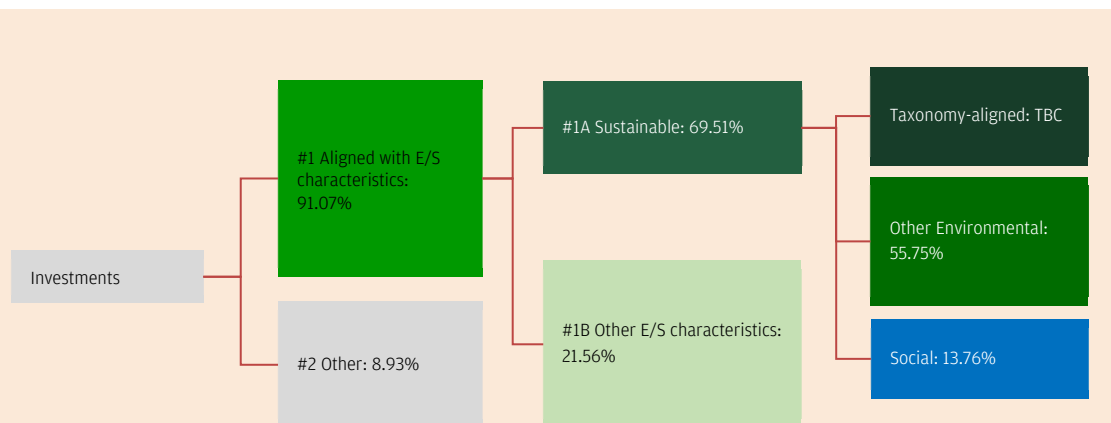 Investments
#1 Aligned with E/S
characteristics:
91.07%
#2 Other: 8.93%
#1A Sustainable: 69.51%
#1B Other E/S characteristics:
21.56%
Taxonomy-aligned: TBC
Other Environmental:
55.75%
Social: 13.76%